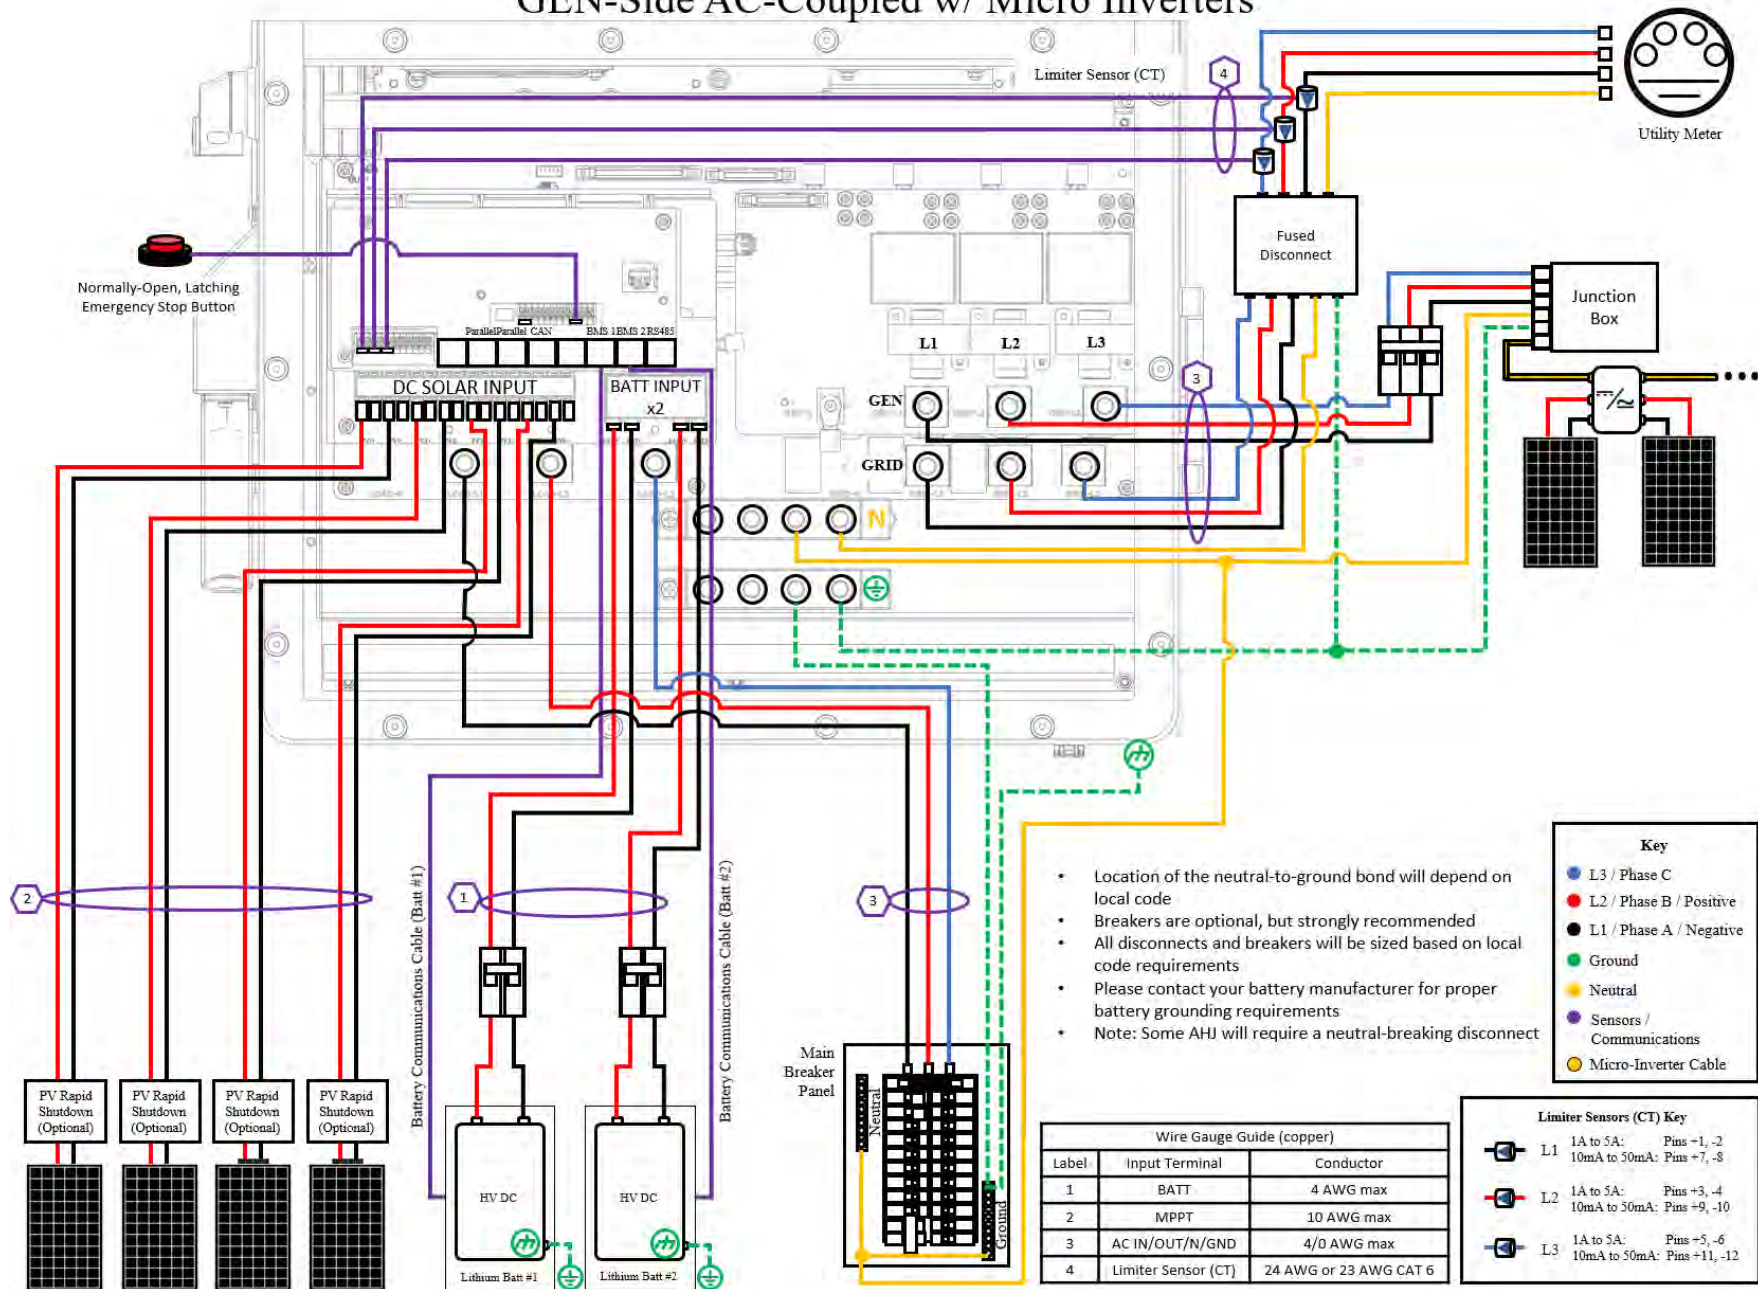 GEN-Side AC-Coupled w/ Micro Inverters
Limiter Sensor (CT)
4
Utility Meter
Fused
Disconnect
Junction
Box
Normally-Open, Latching
Emergency Stop Button
ParallelParallel CAN
BMS 1BMS 2RS485
L1
L2
L3
3
DC SOLAR INPUT
BATT INPUT
x2
GEN
GRID
N
2
1
3
Battery Communications Cable (Batt #1)
Battery Communications Cable (Batt #2)
• Location of the neutral-to-ground bond will depend on
local code
• Breakers are optional, but strongly recommended
• All disconnects and breakers will be sized based on local
code requirements
• Please contact your battery manufacturer for proper
battery grounding requirements
• Note: Some AHJ will require a neutral-breaking disconnect
Key
L3 / Phase C
L2 / Phase B / Positive
L1 / Phase A / Negative
Ground
Neutral
Sensors /
Communications
Micro-Inverter Cable
PV Rapid
Shutdown
(Optional)
PV Rapid
Shutdown
(Optional)
PV Rapid
Shutdown
(Optional)
PV Rapid
Shutdown
(Optional)
HV DC
Lithium Batt #1
HV DC
Lithium Batt #2
Main
Breaker
Panel
Neutral
Ground
Wire Gauge Guide (copper)
Label Input Terminal Conductor
1 BATT 4 AWG max
2 MPPT 10 AWG max
3 AC IN/OUT/N/GND 4/0 AWG max
4 Limiter Sensor (CT) 24 AWG or 23 AWG CAT 6
Limiter Sensors (CT) Key
L1 1A to 5A: Pins +1, -2
10mA to 50mA: Pins +7, -8
L2 1A to 5A: Pins +3, -4
10mA to 50mA: Pins +9, -10
L3 1A to 5A: Pins +5, -6
10mA to 50mA: Pins +11, -12